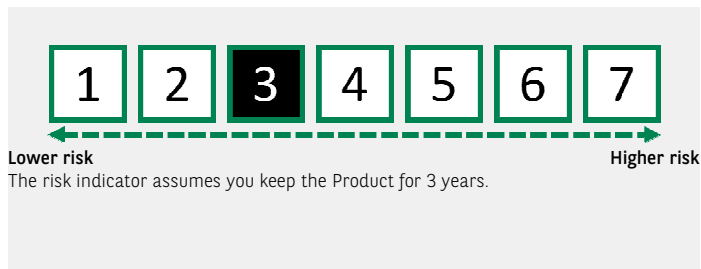 1 2 3 4 5 6 7
Lower risk Higher risk
The risk indicator assumes you keep the Product for 3 years.